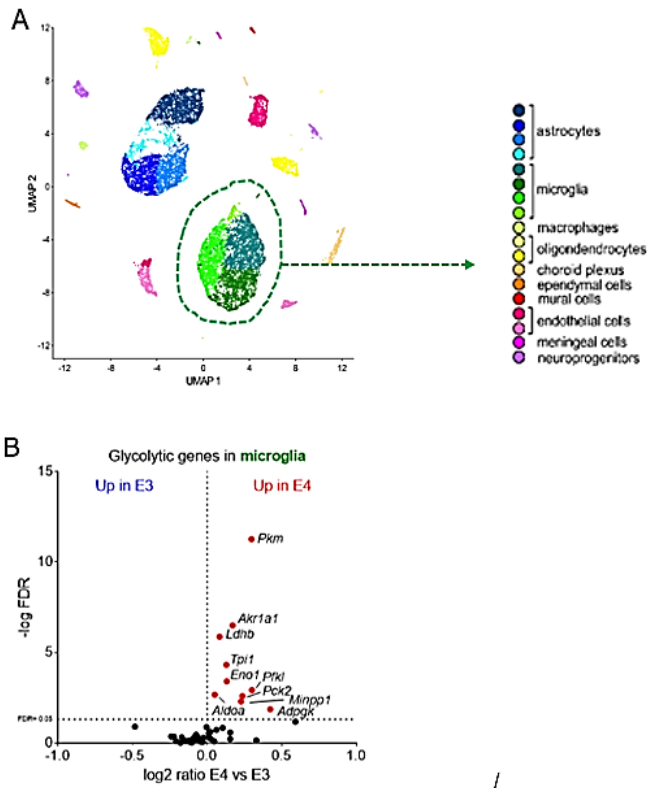 A
12
8
4
0
-4
-8
-12
UMAP 2
-12 -8 -4 0 4 8 12
UMAP 1
astrocytes
microglia
macrophages
oligondendrocytes
choroid plexus
ependymal cells
mural cells
endothelial cells
meningeal cells
neuroprogenitors
B
Glycolytic genes in microglia
Up in E3 Up in E4
15
10
5
0
-log FDR
Pkm
Akr1a1
Ldhb
Tpi1
Eno1 Pfkl
Pck2
Minpp1
Aldoa Adpgk
FDR= 0.05
-1.0 -0.5 0.0 0.5 1.0
log2 ratio E4 vs E3
/